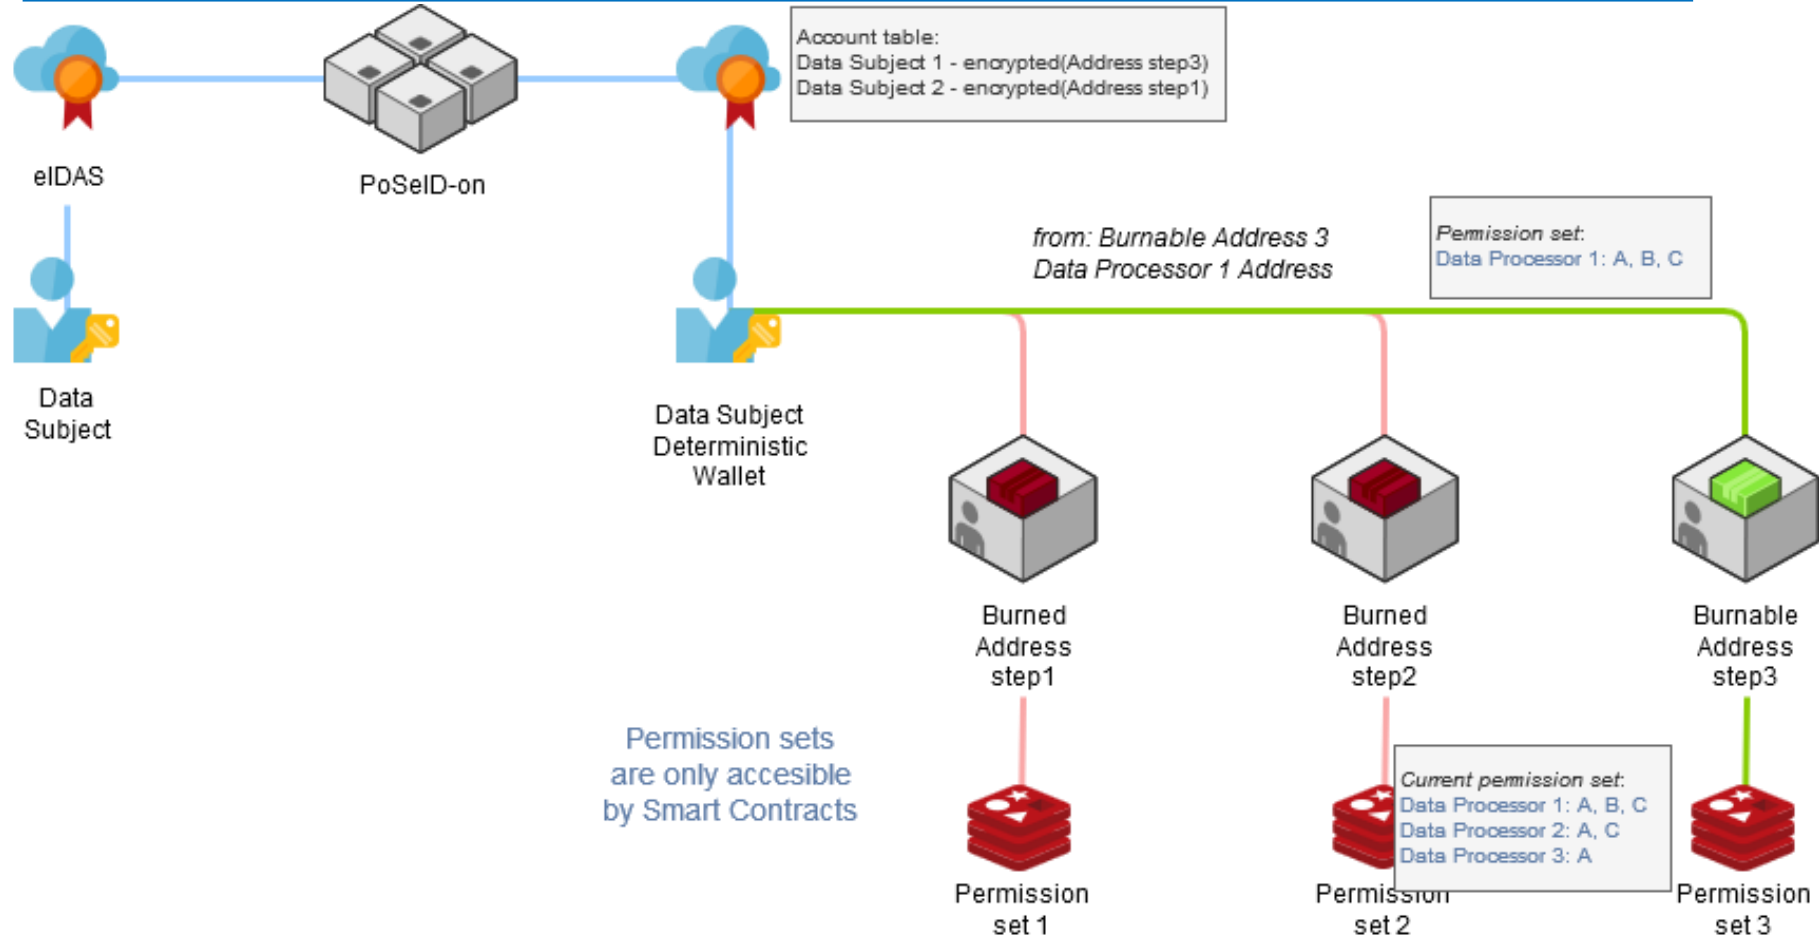 Account table:
Data Subject 1 - encrypted(Address step3)
Data Subject 2 - encrypted(Address step1)
eIDAS
PoSeID-on
from: Burnable Address 3
Data Processor 1 Address
Permission set:
Data Processor 1: A, B, C
Data
Subject
Data Subject
Deterministic
Wallet
Burned
Address
step1
Burned
Address
step2
Burnable
Address
step3
Permission sets
are only accesible
by Smart Contracts
Current permission set:
Data Processor 1: A, B, C
Data Processor 2: A, C
Data Processor 3: A
Permission
set 1
Permission
set 2
Permission
set 3